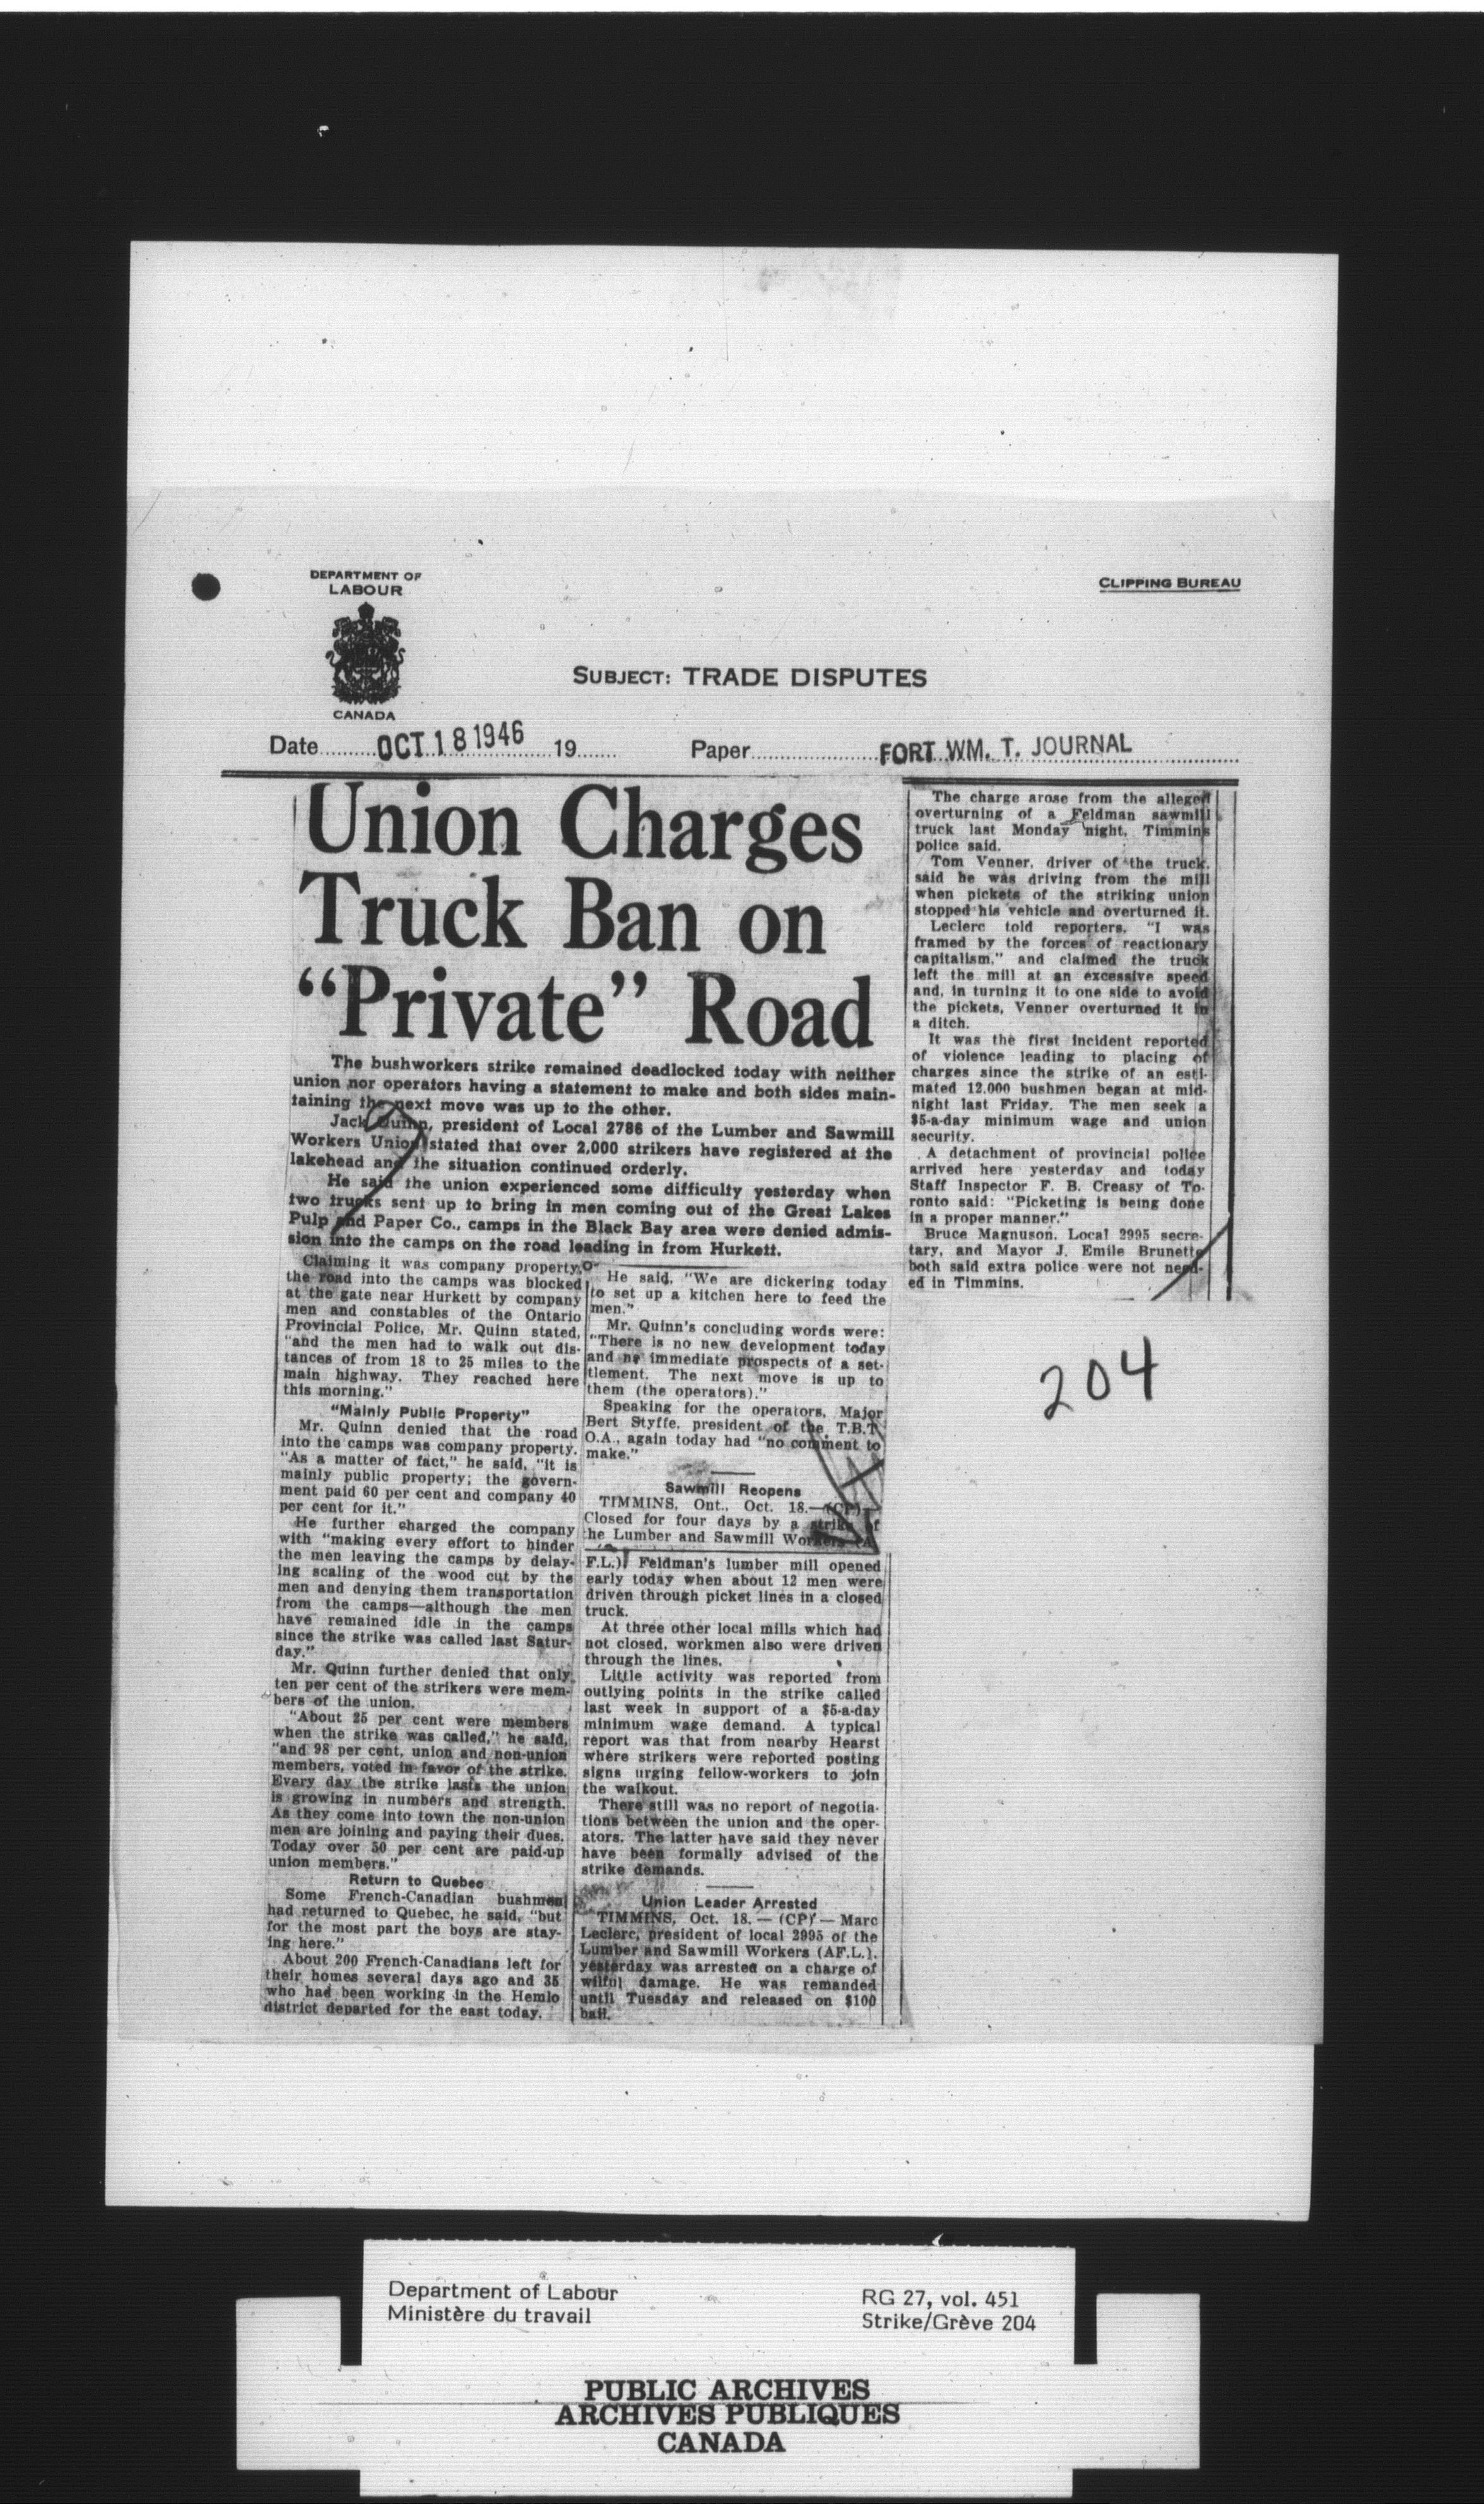 DEPARTMENT OF
LABOUR
CANADA
CLIPPING BUREAU
SUBJECT: TRADE DISPUTES
Date.......... OCT 18 1946 19.......
Paper.................... FORT WM. T. JOURNAL
Union Charges
Truck Ban on
"Private" Road
The bushworkers strike remained deadlocked today with neither
union nor operators having a statement to make and both sides main-
taining the next move was up to the other.
Jack Quinn, president of Local 2786 of the Lumber and Sawmill
Workers Union stated that over 2,000 strikers have registered at the
lakehead and the situation continued orderly.
He said the union experienced some difficulty yesterday when
two trucks sent up to bring in men coming out of the Great Lakes
Pulp and Paper Co., camps in the Black Bay area were denied admis-
sion into the camps on the road leading in from Hurkett.
Claiming it was company property,
the road into the camps was blocked
at the gate near Hurkett by company
men and constables of the Ontario
Provincial Police, Mr. Quinn stated,
"and the men had to walk out dis-
tances of from 18 to 25 miles to the
main highway. They reached here
this morning."
"Mainly Public Property"
Mr. Quinn denied that the road
into the camps was company property.
"As a matter of fact," he said, "it is
mainly public property; the govern-
ment paid 60 per cent and company 40
per cent for it."
He further charged the company
with "making every effort to hinder
the men leaving the camps by delay-
ing scaling of the wood cut by the
men and denying them transportation
from the camps—although the men
have remained idle in the camps
since the strike was called last Satur-
day."
Mr. Quinn further denied that only
ten per cent of the strikers were mem-
bers of the union.
"About 25 per cent were members
when the strike was called," he said,
"and 98 per cent, union and non-union
members, voted in favor of the strike.
Every day the strike lasts the union
is growing in numbers and strength.
As they come into town the non-union
men are joining and paying their dues.
Today over 50 per cent are paid-up
union members."
Return to Quebec
Some French-Canadian bushmen
had returned to Quebec, he said, "but
for the most part the boys are stay-
ing here."
About 200 French-Canadians left for
their homes several days ago and 35
who had been working in the Hemlo
district departed for the east today.
He said, "We are dickering today
to set up a kitchen here to feed the
men."
Mr. Quinn's concluding words were:
"There is no new development today
and no immediate prospects of a set-
tlement. The next move is up to
them (the operators)."
Speaking for the operators, Major
Bert Styffe, president of the T.B.T.
O.A., again today had "no comment to
make."
Sawmill Reopens
TIMMINS, Ont., Oct. 18.—(CP)—
Closed for four days by a strike of
the Lumber and Sawmill Workers (A.
F.L.) Feldman's lumber mill opened
early today when about 12 men were
driven through picket lines in a closed
truck.
At three other local mills which had
not closed, workmen also were driven
through the lines.
Little activity was reported from
outlying points in the strike called
last week in support of a $5-a-day
minimum wage demand. A typical
report was that from nearby Hearst
where strikers were reported posting
signs urging fellow-workers to join
the walkout.
There still was no report of negotia-
tions between the union and the oper-
ators. The latter have said they never
have been formally advised of the
strike demands.
Union Leader Arrested
TIMMINS, Oct. 18. — (CP) — Marc
Leclerc, president of local 2995 of the
Lumber and Sawmill Workers (AF.L.),
yesterday was arrested on a charge of
wilful damage. He was remanded
until Tuesday and released on $100
bail.
The charge arose from the alleged
overturning of a Feldman sawmill
truck last Monday night, Timmins
police said.
Tom Venner, driver of the truck,
said he was driving from the mill
when pickets of the striking union
stopped his vehicle and overturned it.
Leclerc told reporters, "I was
framed by the forces of reactionary
capitalism," and claimed the truck
left the mill at an excessive speed
and, in turning it to one side to avoid
the pickets, Venner overturned it in
a ditch.
It was the first incident reported
of violence leading to placing of
charges since the strike of an esti-
mated 12,000 bushmen began at mid-
night last Friday. The men seek a
$5-a-day minimum wage and union
security.
A detachment of provincial police
arrived here yesterday and today
Staff Inspector F. B. Creasy of To-
ronto said: "Picketing is being done
in a proper manner."
Bruce Magnuson, Local 2995 secre-
tary, and Mayor J. Emile Brunette
both said extra police were not need-
ed in Timmins.
204
Department of Labour
Ministère du travail
RG 27, vol. 451
Strike/Grève 204
PUBLIC ARCHIVES
ARCHIVES PUBLIQUES
CANADA